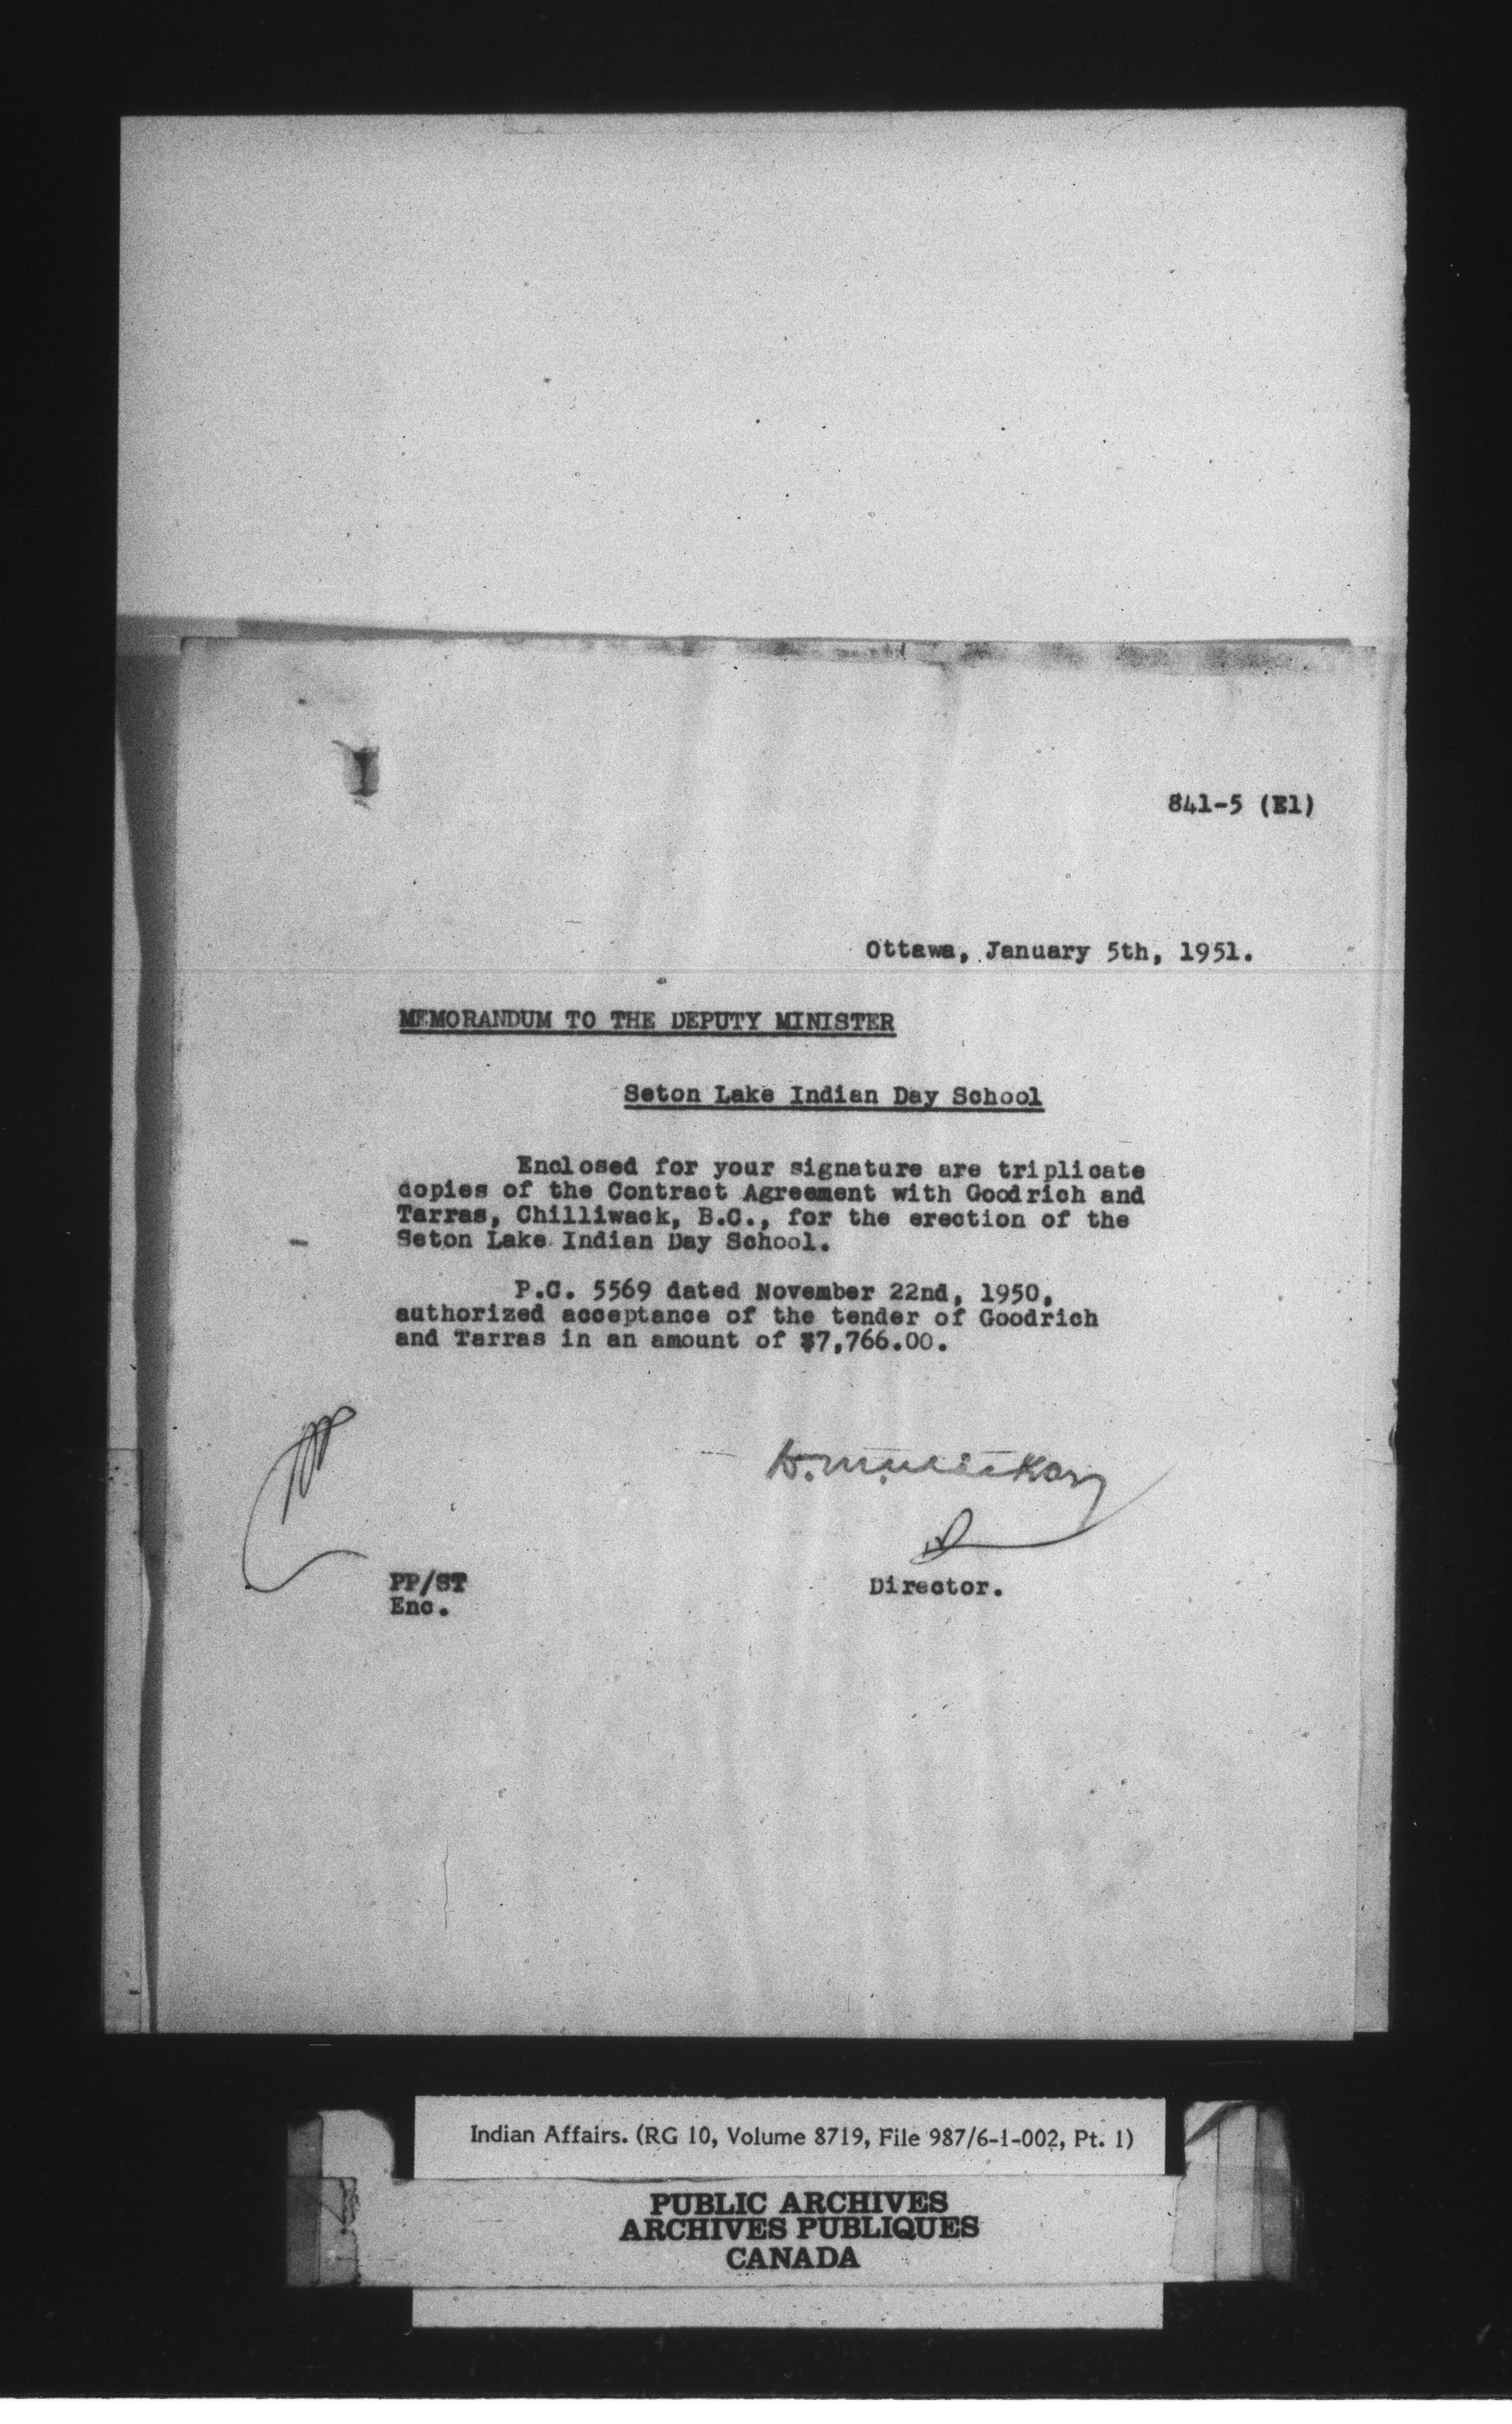 841-5 (E1)
Ottawa, January 5th, 1951.
MEMORANDUM TO THE DEPUTY MINISTER
Seton Lake Indian Day School
Enclosed for your signature are triplicate
copies of the Contract Agreement with Goodrich and
Tarras, Chilliwack, B.C., for the erection of the
Seton Lake Indian Day School.
P.C. 5569 dated November 22nd, 1950,
authorized acceptance of the tender of Goodrich
and Tarras in an amount of $7,766.00.
PP/ST
Enc.
Director.
Indian Affairs. (RG 10, Volume 8719, File 987/6-1-002, Pt. 1)
PUBLIC ARCHIVES
ARCHIVES PUBLIQUES
CANADA